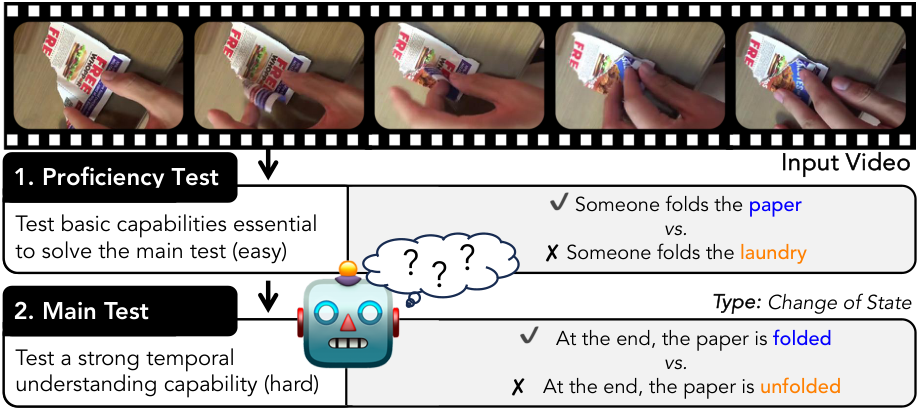 FREE
FREE
FREE
FREE
Input Video
1. Proficiency Test
Test basic capabilities essential
to solve the main test (easy)
✓ Someone folds the paper
vs.
✗ Someone folds the laundry
? ? ?
2. Main Test
Type: Change of State
Test a strong temporal
understanding capability (hard)
✓ At the end, the paper is folded
vs.
✗ At the end, the paper is unfolded